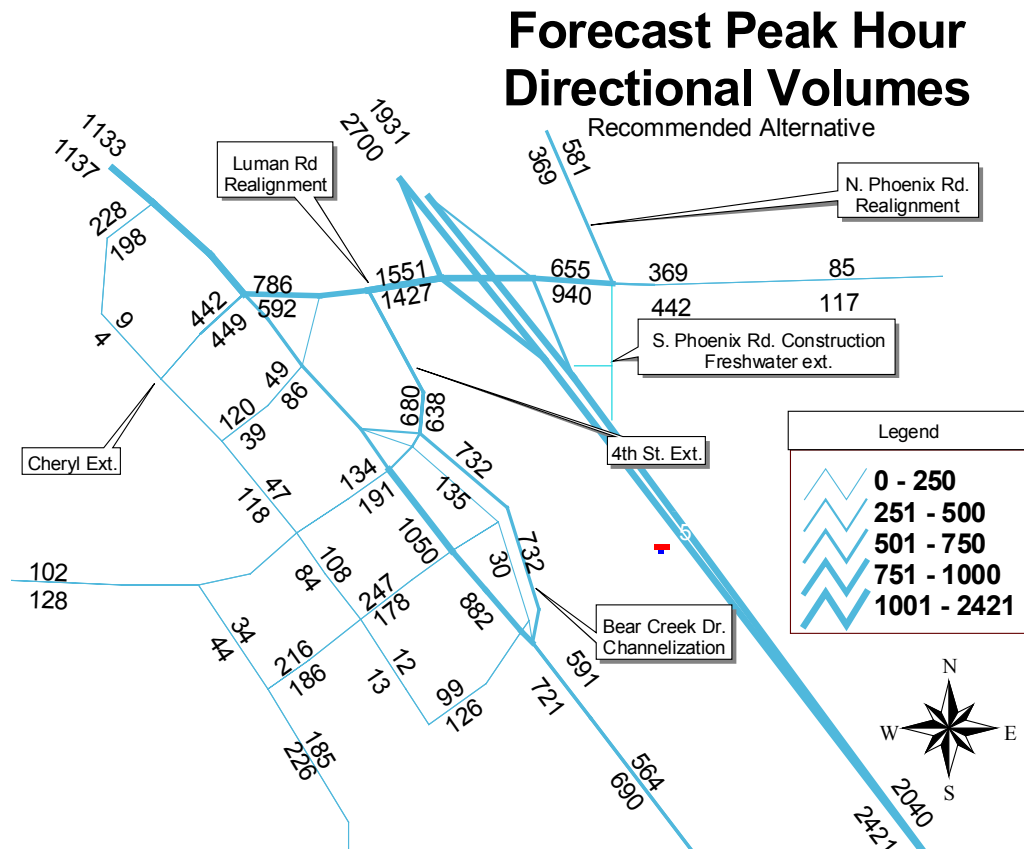 Forecast Peak Hour
Directional Volumes
Recommended Alternative
1133
1137
1931
2700
581
369
Luman Rd
Realignment
N. Phoenix Rd.
Realignment
228
198
786
592
1551
1427
655
940
369
442
85
117
442
449
9
4
S. Phoenix Rd. Construction
Freshwater ext.
49
86
120
39
680
638
Cheryl Ext.
4th St. Ext.
732
134
191
135
47
118
1050
732
30
5
Legend
0 - 250
251 - 500
501 - 750
751 - 1000
1001 - 2421
102
128
108
84
247
178
882
Bear Creek Dr.
Channelization
34
44
216
186
12
13
591
721
99
126
185
226
564
690
2040
2421
N
W
E
S